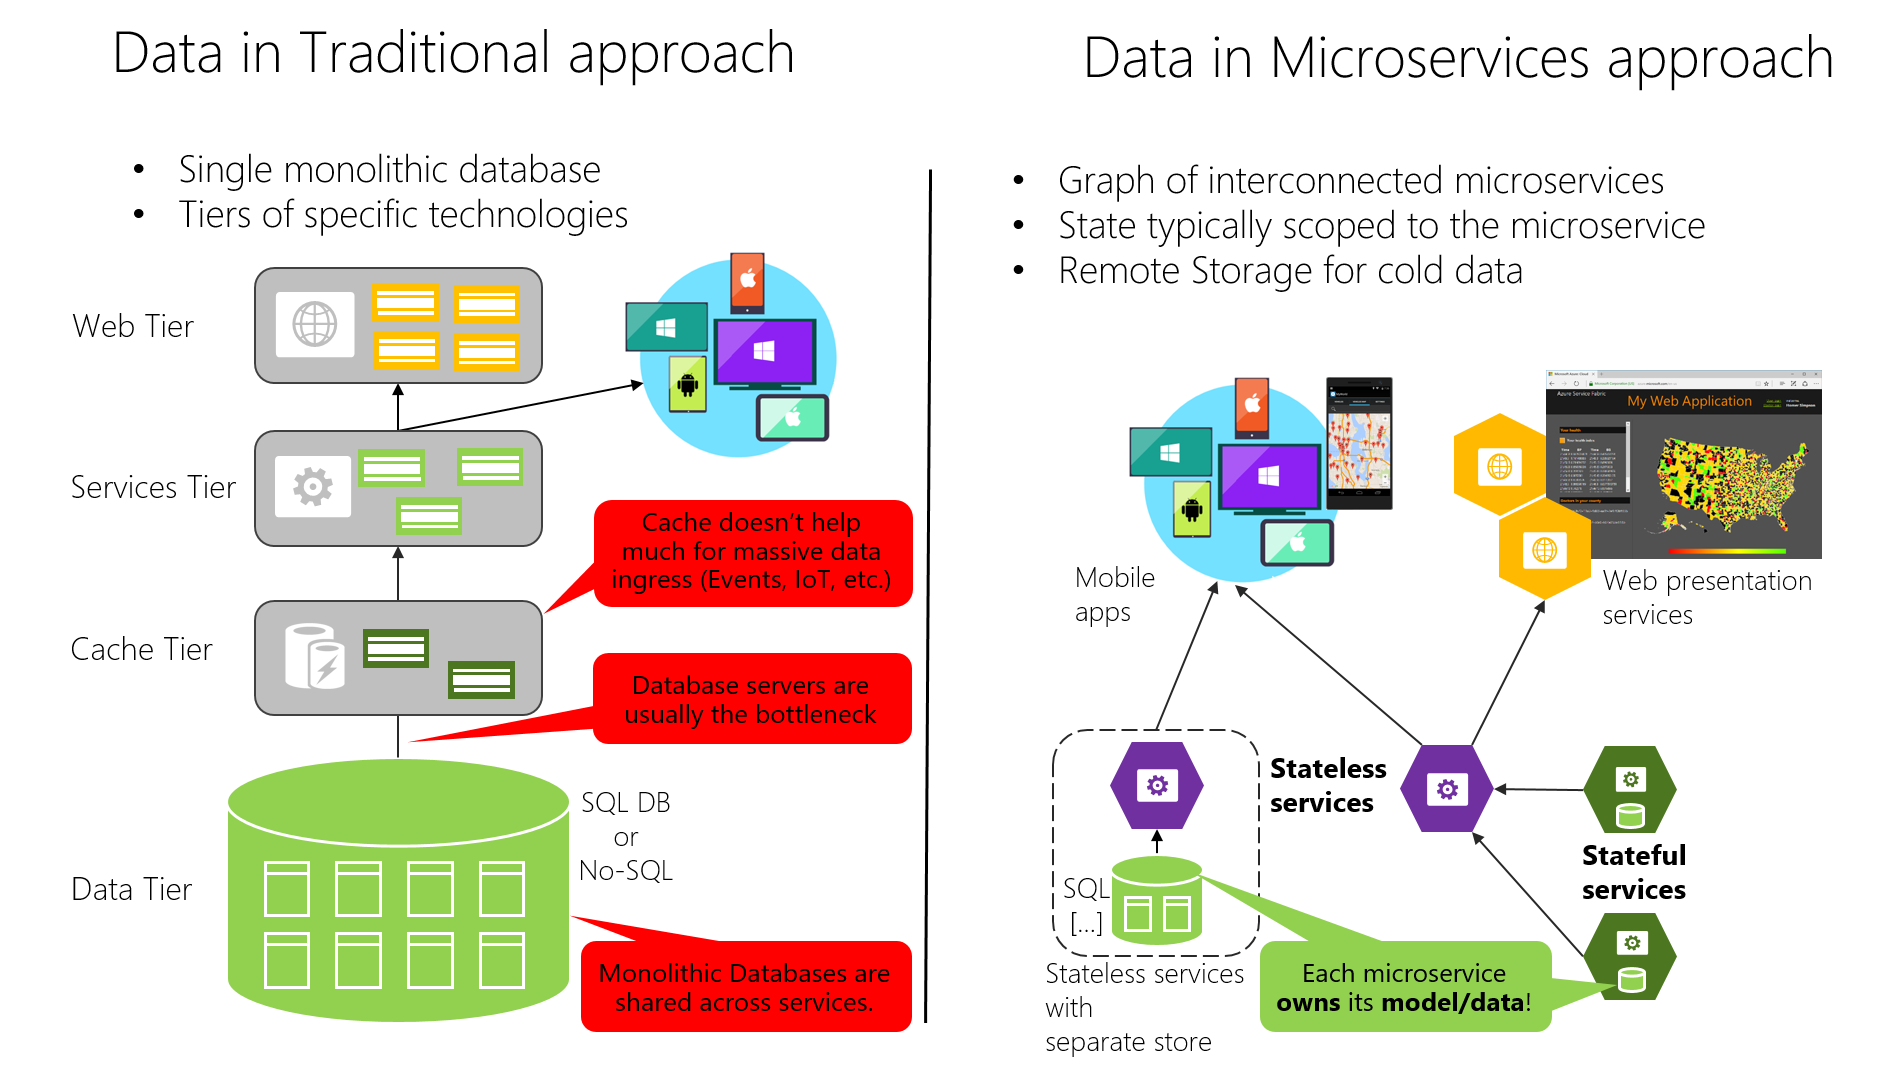 Data in Traditional approach
• Single monolithic database
• Tiers of specific technologies
Web Tier
Services Tier
Cache doesn't help
much for massive data
ingress (Events, IoT, etc.)
Cache Tier
Database servers are
usually the bottleneck
SQL DB
or
No-SQL
Data Tier
Monolithic Databases are
shared across services.
Data in Microservices approach
• Graph of interconnected microservices
• State typically scoped to the microservice
• Remote Storage for cold data
Azure Service Fabric
My Web Application
Mobile
apps
Web presentation
services
Stateless
services
Stateful
services
SQL
[...]
Stateless services
with
separate store
Each microservice
owns its model/data!